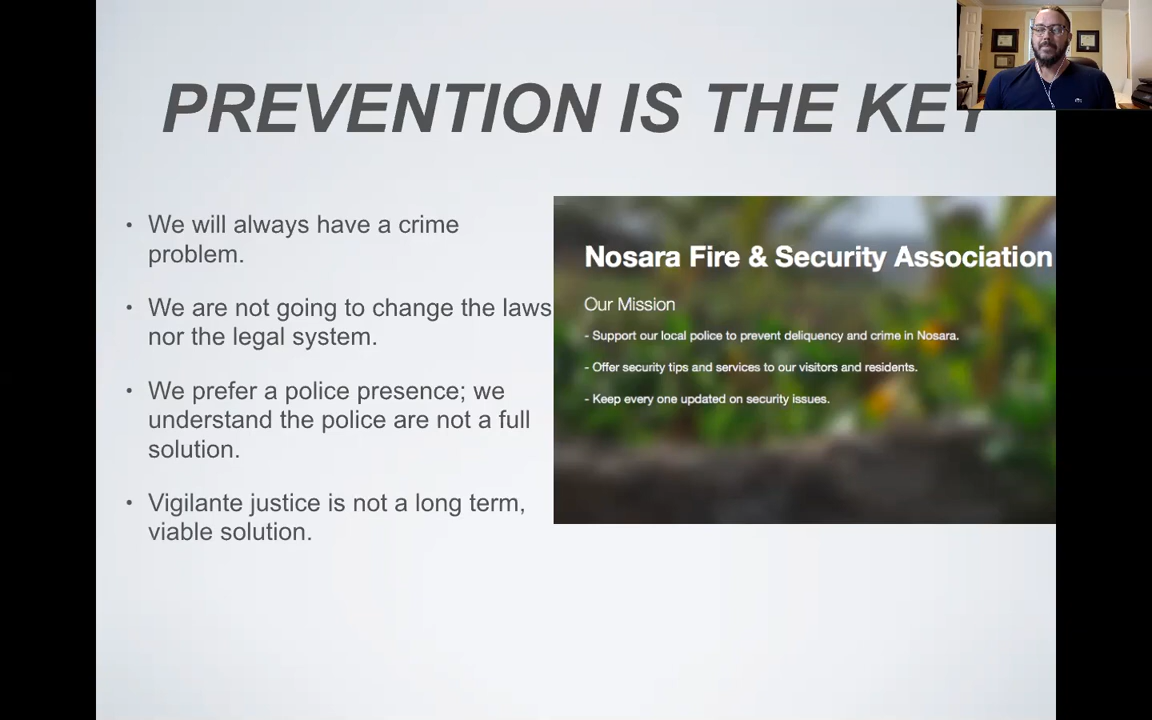 PREVENTION IS THE KEY
• We will always have a crime
problem.
• We are not going to change the laws
nor the legal system.
• We prefer a police presence; we
understand the police are not a full
solution.
• Vigilante justice is not a long term,
viable solution.
Nosara Fire & Security Association
Our Mission
- Support our local police to prevent deliquency and crime in Nosara.
- Offer security tips and services to our visitors and residents.
- Keep every one updated on security issues.